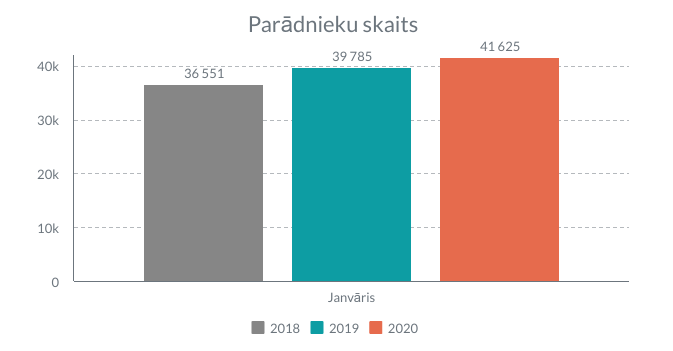 Parādnieku skaits
41 625
39 785
36 551
40k
30k
20k
10k
0
Janvāris
2018 2019 2020